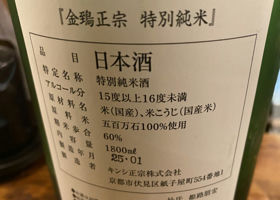 『金鵄正宗 特別純米』
品目 日本酒
特定名称 特別純米酒
アルコール分 15度以上16度未満
原材料名 米(国産)、米こうじ(国産米)
原料米 五百万石100%使用
精米歩合 60%
内容量 1800ml
製造年月 25.01
製造者 キンシ正宗株式会社
京都市伏見区紙子屋町554番地1